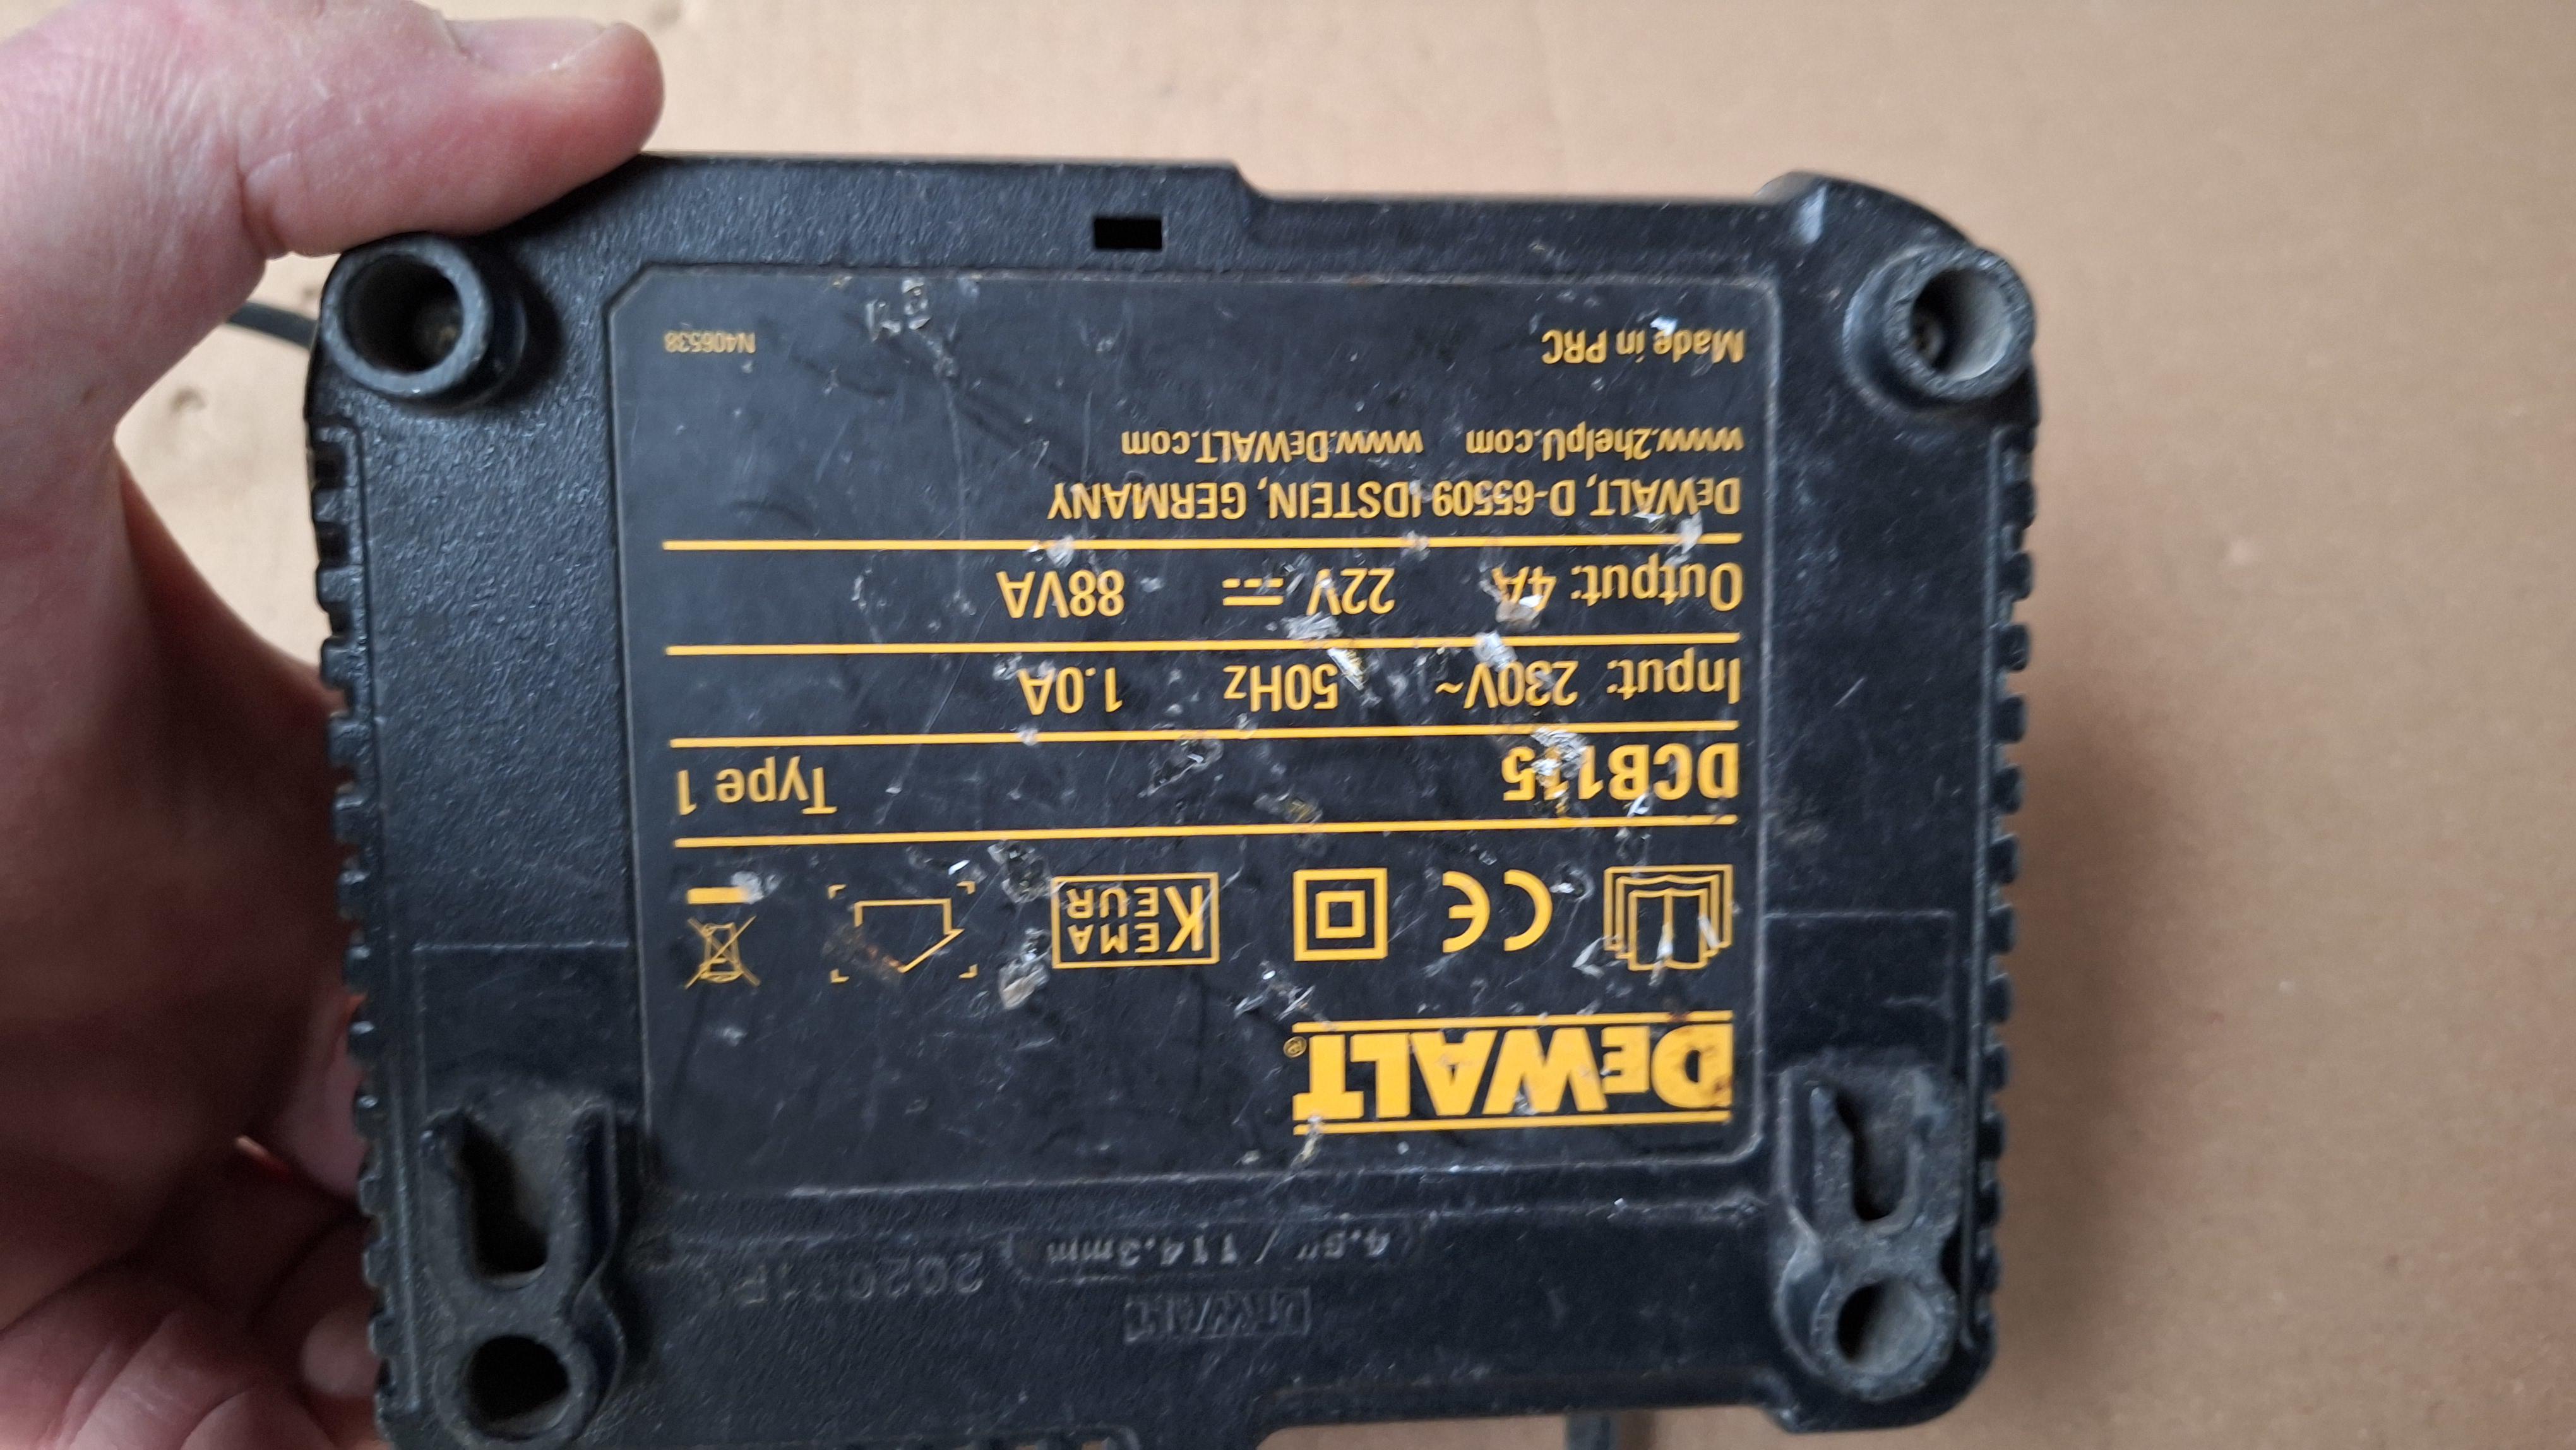 DEWALT
4.5" / 114.3mm
DEWALT®
CE KEMA KEUR
DCB115 Type 1
Input: 230V~ 50Hz 1.0A
Output: 4A 22V ⎓ 88VA
DEWALT, D-65509 IDSTEIN, GERMANY
www.2helpU.com www.DEWALT.com
Made in PRC N406538